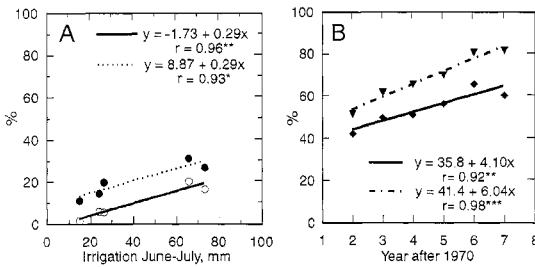 A
y = -1.73 + 0.29x
r = 0.96**
y = 8.87 + 0.29x
r = 0.93*
%
100
80
60
40
20
0
0 20 40 60 80 100
Irrigation June-July, mm
B
%
100
80
60
40
20
0
1 2 3 4 5 6 7 8
Year after 1970
y = 35.8 + 4.10x
r= 0.92**
y = 41.4 + 6.04x
r= 0.98***